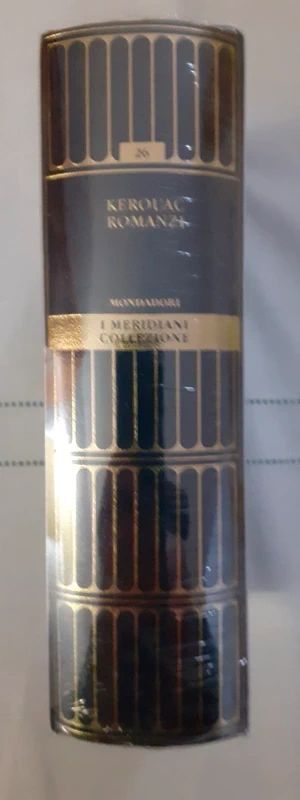 26
KEROUAC
ROMANZI
MONDADORI
I MERIDIANI
COLLEZIONE